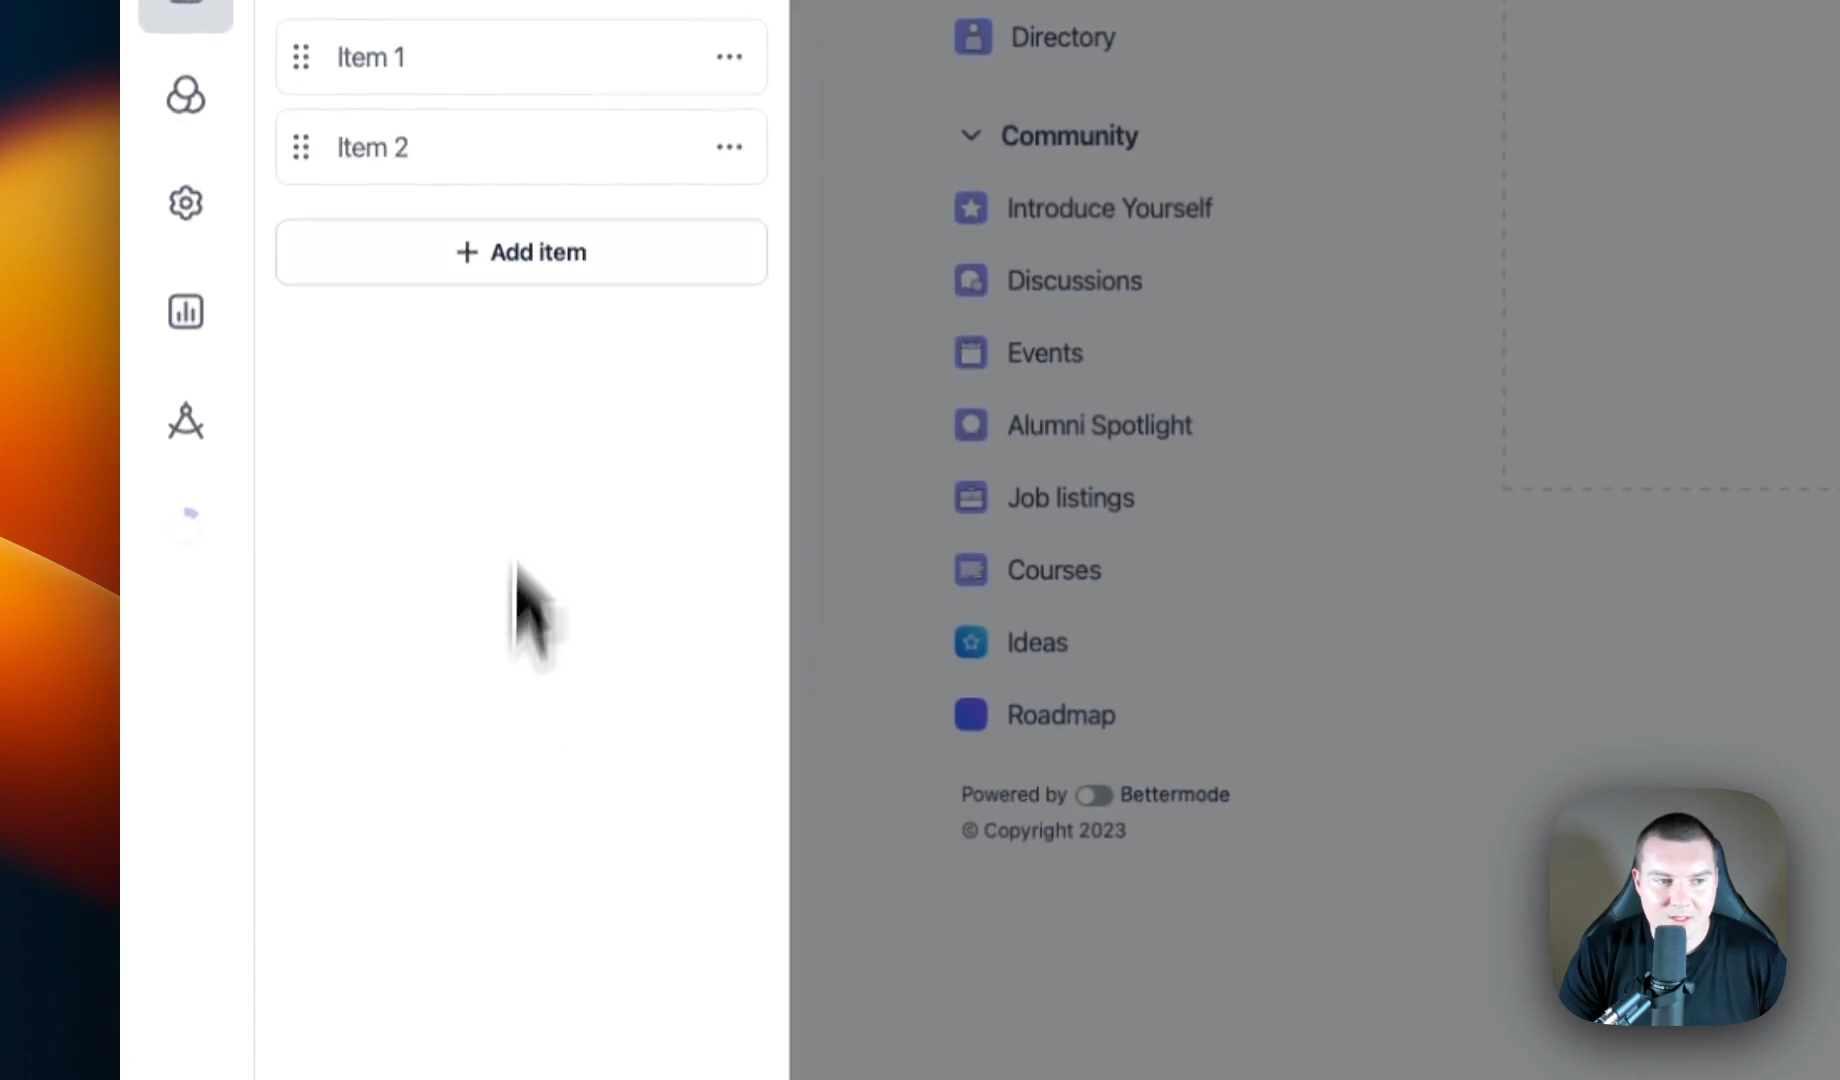 Item 1
Item 2
Add item
Directory
Community
Introduce Yourself
Discussions
Events
Alumni Spotlight
Job listings
Courses
Ideas
Roadmap
Powered by Bettermode
© Copyright 2023